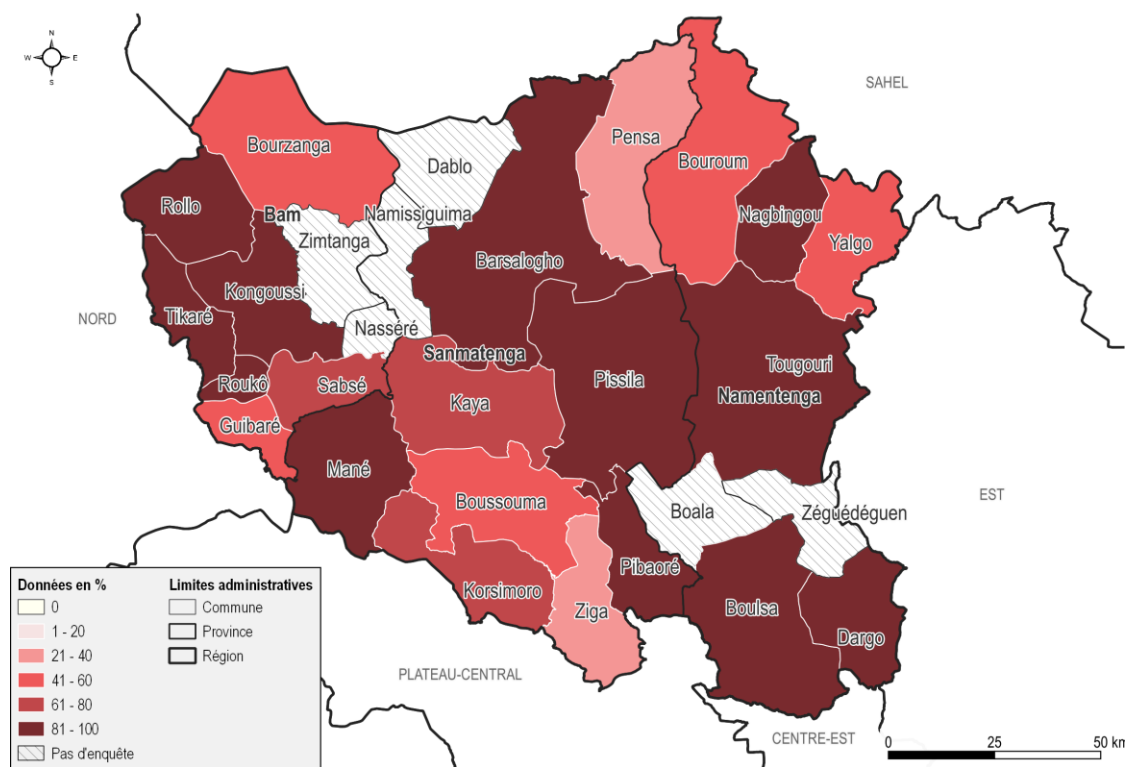 N
W E
S
SAHEL
Pensa
Bourzanga
Dablo
Bouroum
Rollo
Bam
Namissiguima
Nagbingou
Zimtanga
Yalgo
Barsalogho
Kongoussi
NORD
Tikaré
Nasséré
Sanmatenga
Tougouri
Roukô
Sabsé
Pissila
Namentenga
Kaya
Guibaré
Mané
Boussouma
EST
Boala
Zéguédéguen
Pibaoré
Korsimoro
Ziga
Boulsa
Dargo
PLATEAU-CENTRAL
CENTRE-EST
Données en %
0
1 - 20
21 - 40
41 - 60
61 - 80
81 - 100
Pas d'enquête
Limites administratives
Commune
Province
Région
0 25 50 km